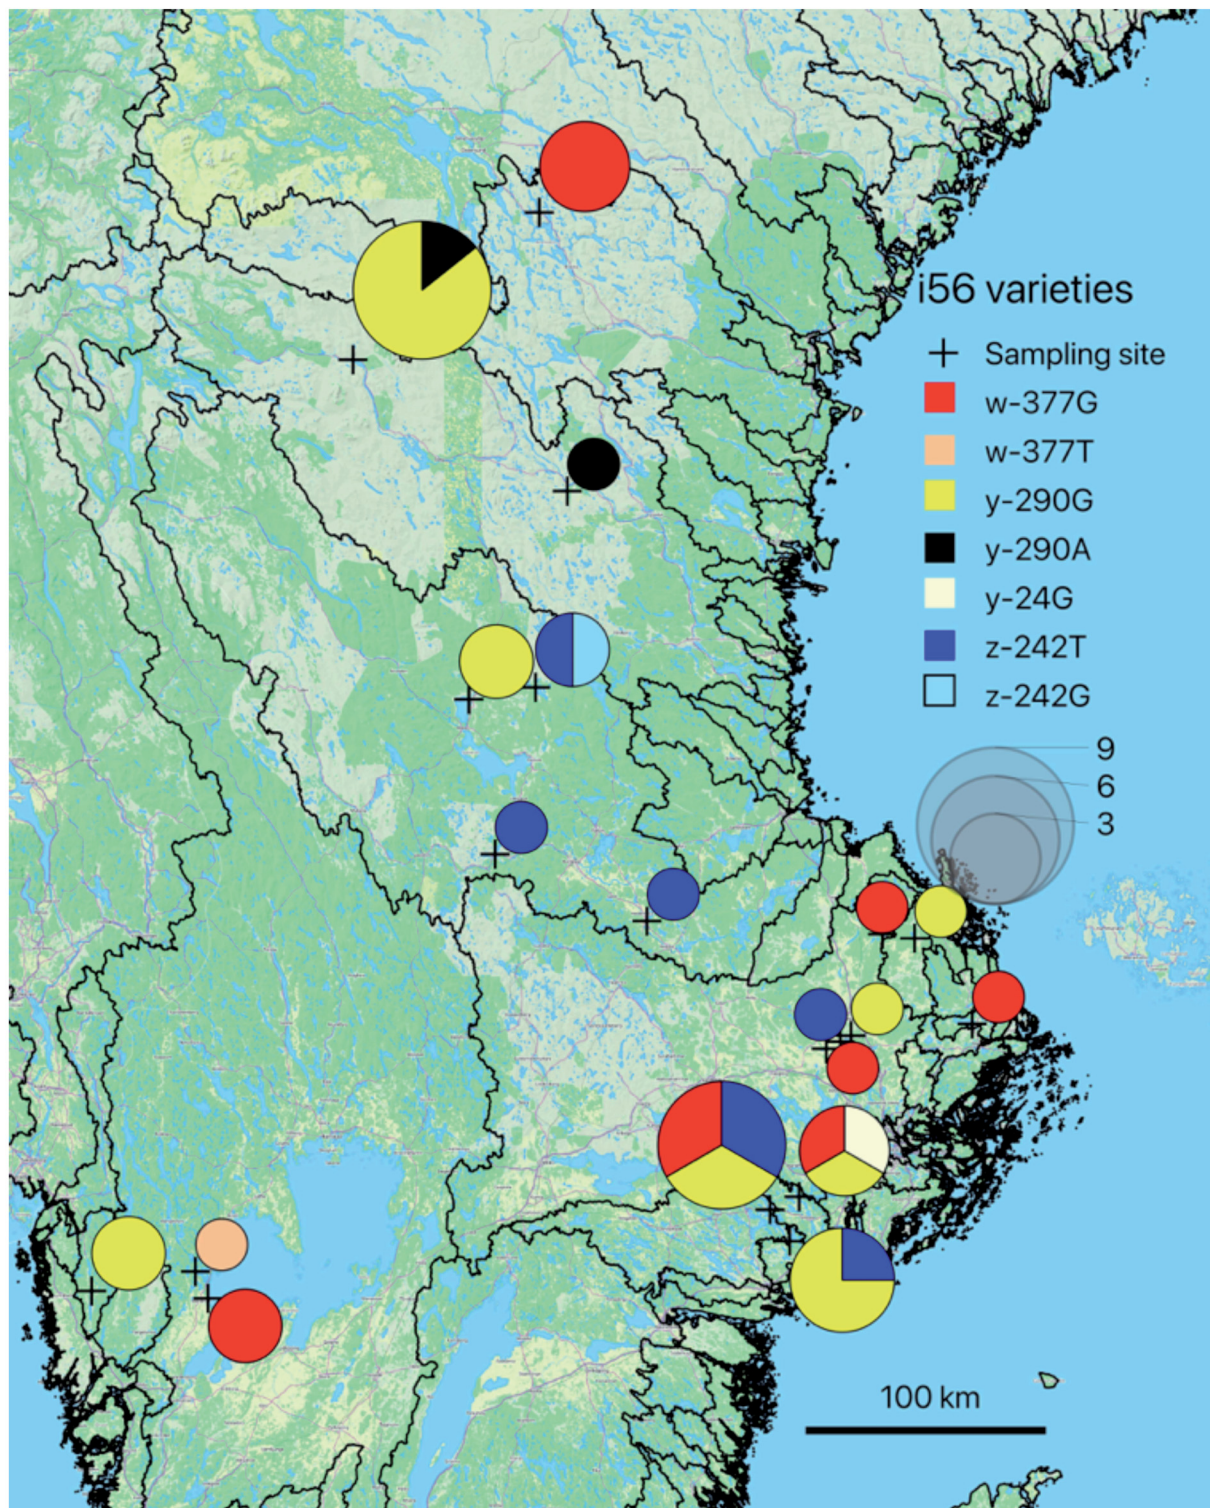 i56 varieties
Sampling site
w-377G
w-377T
y-290G
y-290A
y-24G
z-242T
z-242G
9
6
3
100 km